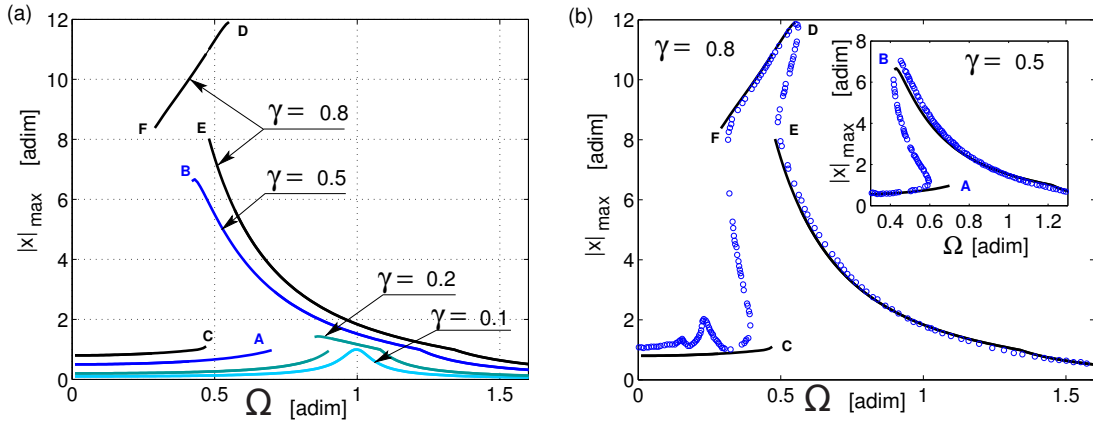 (a)
12
10
8
6
4
2
0
|x|max [adim]
D
F
E
B
C
A
γ = 0.8
γ = 0.5
γ = 0.2
γ = 0.1
0 0.5 1 1.5
Ω [adim]
(b)
12
10
8
6
4
2
0
|x|max [adim]
γ = 0.8
D
F
E
C
0 0.5 1 1.5
Ω [adim]
8
6
4
2
0
|x|max [adim]
B
γ = 0.5
A
0.4 0.6 0.8 1 1.2
Ω [adim]